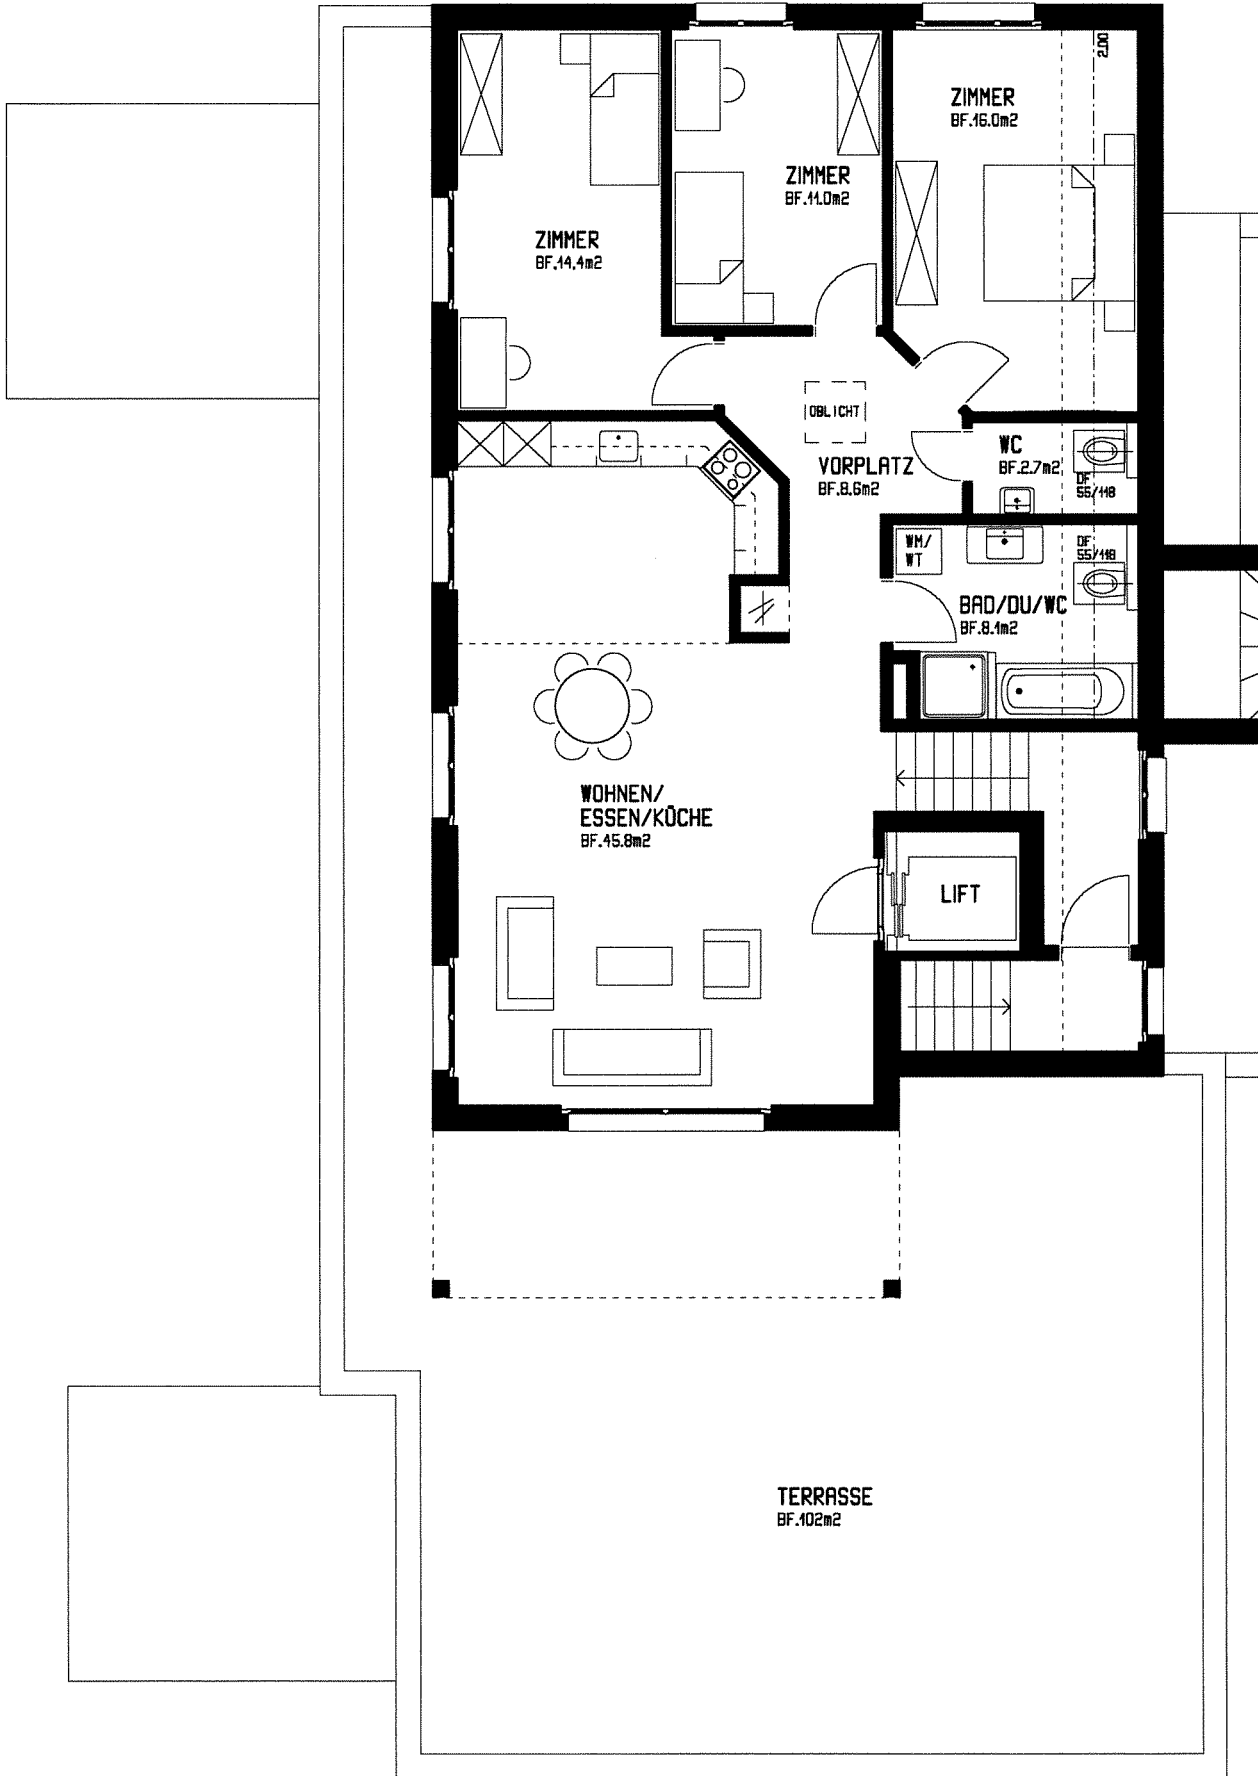 2.00
ZIMMER
BF.16.0m2
ZIMMER
BF.11.0m2
ZIMMER
BF.14.4m2
OBLICHT
VORPLATZ
BF.8.6m2
WC
BF.2.7m2
DF
55/118
WM/
WT
DF
55/118
BAD/DU/WC
BF.8.1m2
WOHNEN/
ESSEN/KÜCHE
BF.45.8m2
LIFT
TERRASSE
BF.102m2